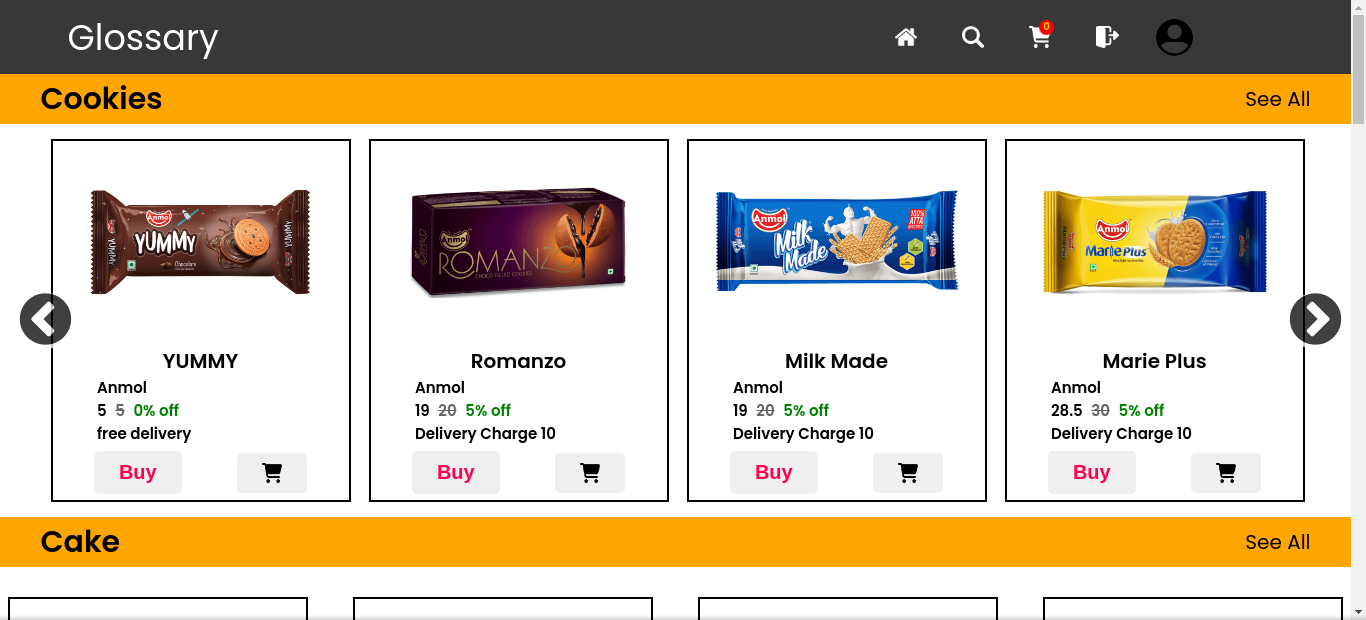 Glossary
0
Cookies
See All
Anmol
YUMMY
YUMMY
Chocolate
Anmol
ROMANZO
CHOCO FILLED COOKIES
Anmol
Milk
Made
100%
ATTA
Anmol
Marie Plus
YUMMY
Romanzo
Milk Made
Marie Plus
Anmol
Anmol
Anmol
Anmol
5 5 0% off
19 20 5% off
19 20 5% off
28.5 30 5% off
free delivery
Delivery Charge 10
Delivery Charge 10
Delivery Charge 10
Buy
Buy
Buy
Buy
Cake
See All